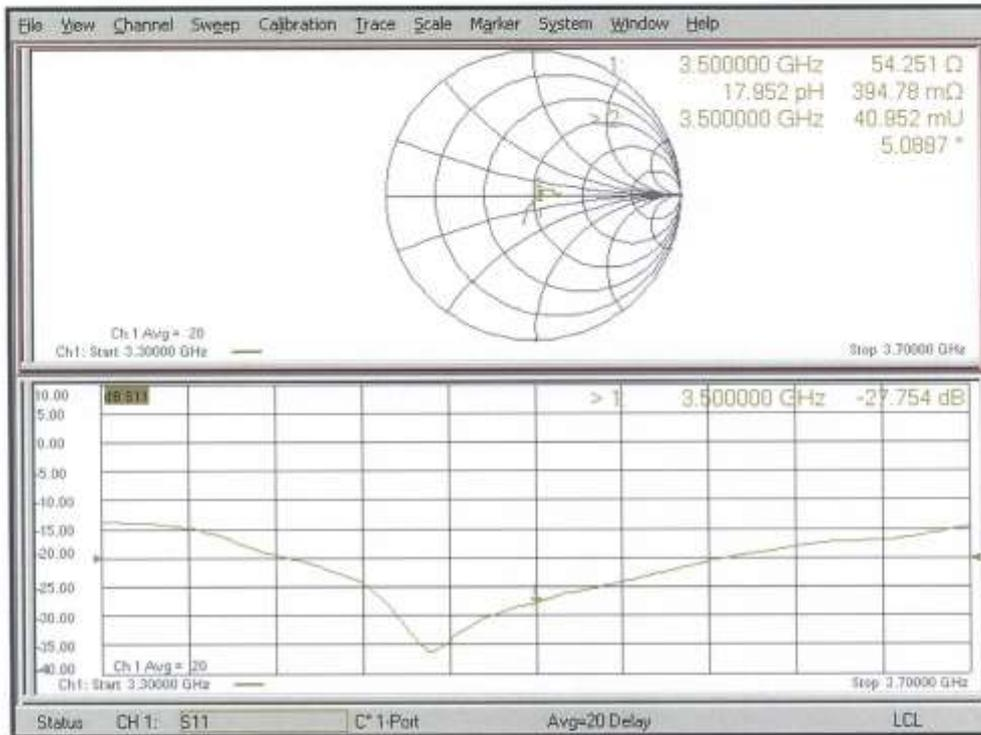 File View Channel Sweep Calibration Trace Scale Marker System Window Help
1: 3.500000 GHz 54.251 Ω
17.952 pH 394.78 mΩ
> 2: 3.500000 GHz 40.952 mU
5.0887 °
Ch 1 Avg = 20
Ch1: Start 3.30000 GHz
Stop 3.70000 GHz
10.00
dB S11
> 1: 3.500000 GHz -27.754 dB
5.00
0.00
-5.00
-10.00
-15.00
-20.00
-25.00
-30.00
-35.00
-40.00
Ch 1 Avg = 20
Ch1: Start 3.30000 GHz
Stop 3.70000 GHz
Status CH 1: S11 C* 1-Port Avg=20 Delay LCL